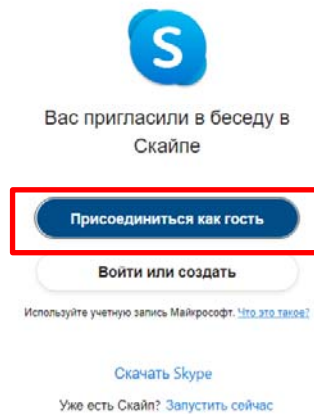 S
Вас пригласили в беседу в
Скайпе
Присоединиться как гость
Войти или создать
Используйте учетную запись Майкрософт. Что это такое?
Скачать Skype
Уже есть Скайп? Запустить сейчас